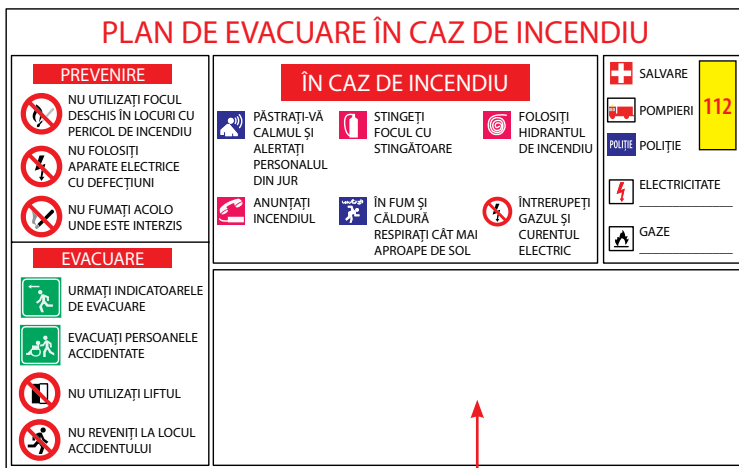 PLAN DE EVACUARE ÎN CAZ DE INCENDIU
PREVENIRE
NU UTILIZAȚI FOCUL
DESCHIS ÎN LOCURI CU
PERICOL DE INCENDIU
NU FOLOSIȚI
APARATE ELECTRICE
CU DEFECȚIUNI
NU FUMAȚI ACOLO
UNDE ESTE INTERZIS
EVACUARE
URMAȚI INDICATOARELE
DE EVACUARE
EVACUAȚI PERSOANELE
ACCIDENTATE
NU UTILIZAȚI LIFTUL
NU REVENIȚI LA LOCUL
ACCIDENTULUI
ÎN CAZ DE INCENDIU
PĂSTRAȚI-VĂ
CALMUL ȘI
ALERTAȚI
PERSONALUL
DIN JUR
STINGEȚI
FOCUL CU
STINGĂTOARE
FOLOSIȚI
HIDRANTUL
DE INCENDIU
ANUNȚAȚI
INCENDIUL
ÎN FUM ȘI
CĂLDURĂ
RESPIRAȚI CÂT MAI
APROAPE DE SOL
ÎNTRERUPEȚI
GAZUL ȘI
CURENTUL
ELECTRIC
SALVARE
POMPIERI
112
POLIȚIE POLIȚIE
ELECTRICITATE
GAZE